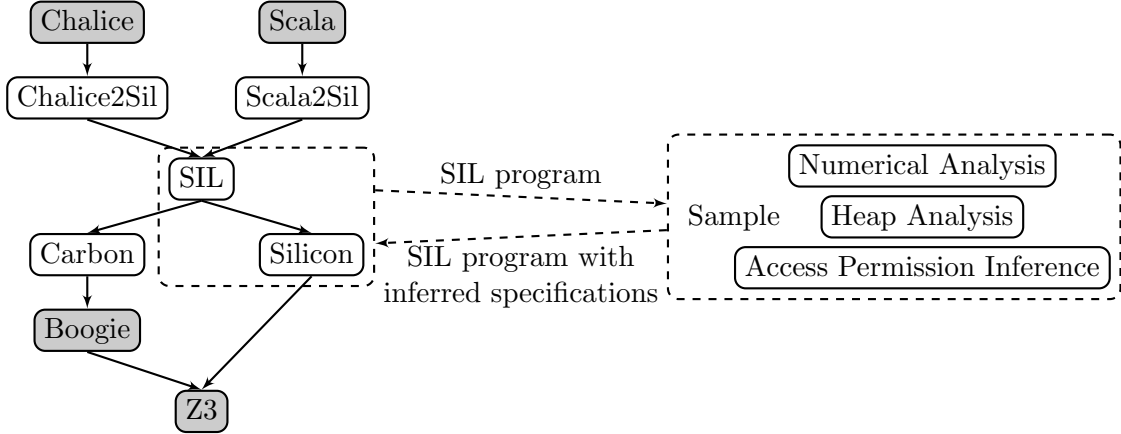 Chalice
Scala
Chalice2Sil
Scala2Sil
SIL
Carbon
Silicon
Boogie
Z3
SIL program
SIL program with
inferred specifications
Sample
Numerical Analysis
Heap Analysis
Access Permission Inference